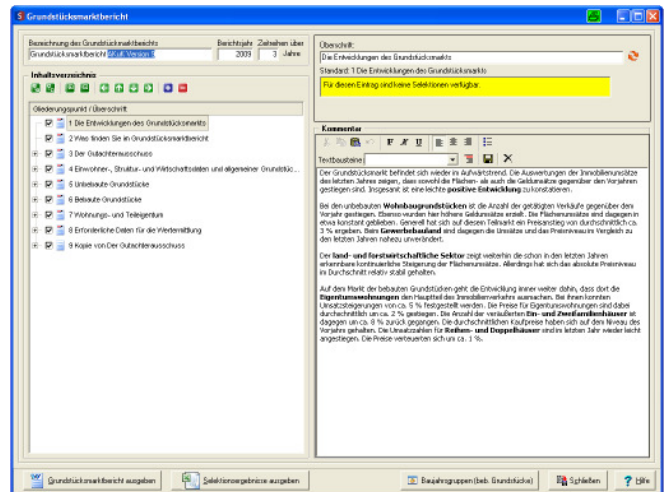 Grundstücksmarktbericht
Bezeichnung des Grundstücksmarktberichts
Berichtsjahr
Zeitreihen über
Grundstücksmarktbericht AKuK Version 9
2009
3 Jahre
Überschrift:
Die Entwicklungen des Grundstücksmarkts
Standard: 1 Die Entwicklungen des Grundstücksmarkts
Für diesen Eintrag sind keine Selektionen verfügbar.
Inhaltsverzeichnis
Gliederungspunkt / Überschrift
1 Die Entwicklungen des Grundstücksmarkts
2 Was finden Sie im Grundstücksmarktbericht
3 Der Gutachterausschuss
4 Einwohner-, Struktur- und Wirtschaftsdaten und allgemeiner Grundstüc...
5 Unbebaute Grundstücke
6 Bebaute Grundstücke
7 Wohnungs- und Teileigentum
8 Erforderliche Daten für die Wertermittlung
9 Kopie von Der Gutachterausschuss
Kommentar
F K U
Textbausteine
Der Grundstücksmarkt befindet sich wieder im Aufwärtstrend. Die Auswertungen der Immobilienumsätze
des letzten Jahres zeigen, dass sowohl die Flächen- als auch die Geldumsätze gegenüber den Vorjahren
gestiegen sind. Insgesamt ist eine leichte positive Entwicklung zu konstatieren.
Bei den unbebauten Wohnbaugrundstücken ist die Anzahl der getätigten Verkäufe gegenüber dem
Vorjahr gestiegen. Ebenso wurden hier höhere Geldumsätze erzielt. Die Flächenumsätze sind dagegen in
etwa konstant geblieben. Generell hat sich auf diesem Teilmarkt ein Preisanstieg von durchschnittlich ca.
3 % ergeben. Beim Gewerbebauland sind dagegen die Umsätze und das Preisniveau im Vergleich zu
den letzten Jahren nahezu unverändert.
Der land- und forstwirtschaftliche Sektor zeigt weiterhin die schon in den letzten Jahren
erkennbare kontinuierliche Steigerung der Flächenumsätze. Allerdings hat sich das absolute Preisniveau
im Durchschnitt relativ stabil gehalten.
Auf dem Markt der bebauten Grundstücken geht die Entwicklung immer weiter dahin, dass dort die
Eigentumswohnungen den Hauptteil des Immobilienverkehrs ausmachen. Bei ihnen konnten
Umsatzsteigerungen von ca. 5 % festgestellt werden. Die Preise für Eigentumswohnungen sind dabei
durchschnittlich um ca. 2 % gestiegen. Die Anzahl der veräußerten Ein- und Zweifamilienhäuser ist
dagegen um ca. 8 % zurück gegangen. Die durchschnittlichen Kaufpreise haben sich auf dem Niveau des
Vorjahrs gehalten. Die Umsatzzahlen für Reihen- und Doppelhäuser sind im letzten Jahr wieder leicht
angestiegen. Die Preise verteuerten sich um ca. 1 %.
Grundstücksmarktbericht ausgeben
Selektionsergebnisse ausgeben
Baujahrsgruppen (beb. Grundstücke)
Schließen
Hilfe